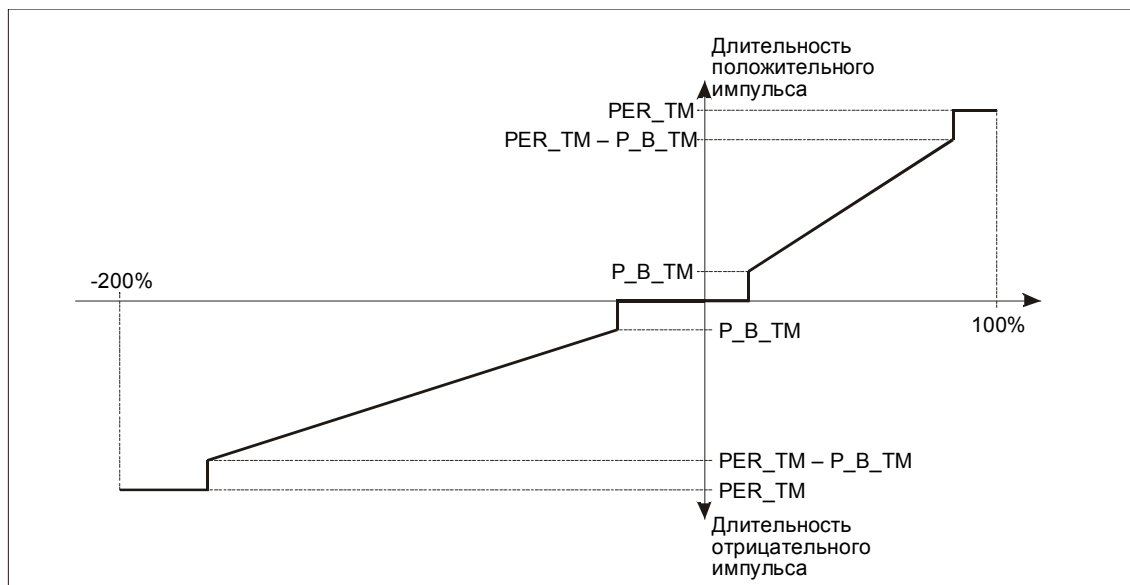 Длительность
положительного
импульса
PER_TM
PER_TM – P_B_TM
P_B_TM
-200%
100%
P_B_TM
PER_TM – P_B_TM
PER_TM
Длительность
отрицательного
импульса